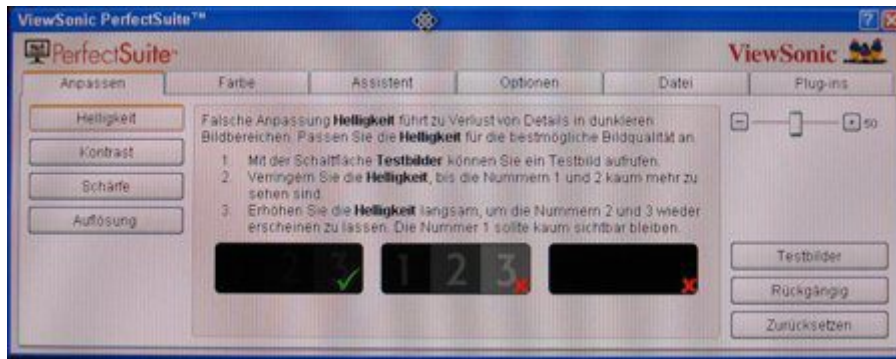 ViewSonic PerfectSuite™
PerfectSuite™
ViewSonic
Anpassen
Farbe
Assistent
Optionen
Datei
Plug-ins
Helligkeit
Kontrast
Schärfe
Auflösung
Falsche Anpassung Helligkeit führt zu Verlust von Details in dunkleren
Bildbereichen. Passen Sie die Helligkeit für die bestmögliche Bildqualität an.
1. Mit der Schaltfläche Testbilder können Sie ein Testbild aufrufen.
2. Verringern Sie die Helligkeit, bis die Nummern 1 und 2 kaum mehr zu
sehen sind.
3. Erhöhen Sie die Helligkeit langsam, um die Nummern 2 und 3 wieder
erscheinen zu lassen. Die Nummer 1 sollte kaum sichtbar bleiben.
2 3
1 2 3
50
Testbilder
Rückgängig
Zurücksetzen